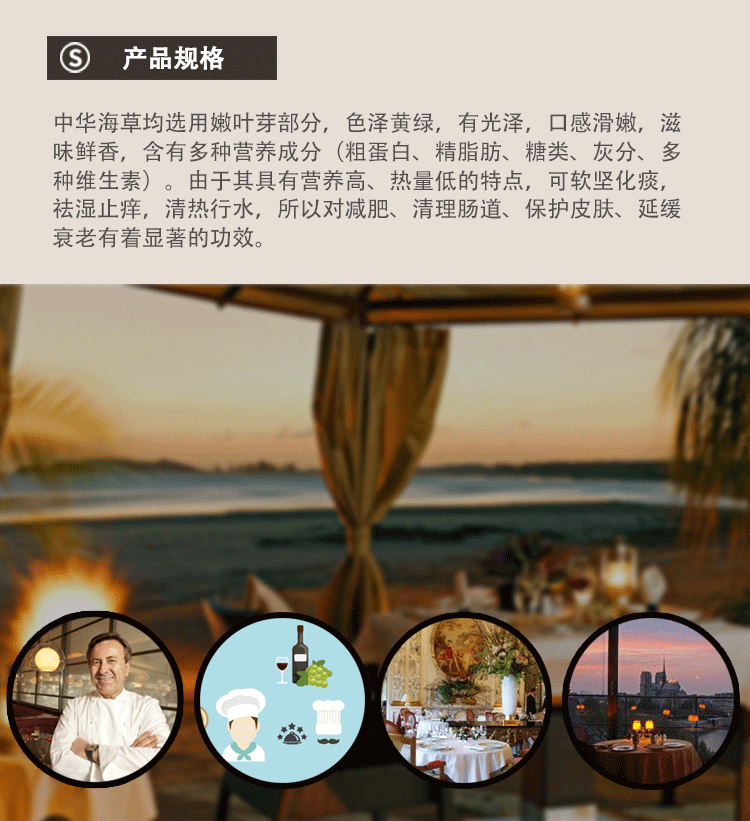 S 产品规格
中华海草均选用嫩叶芽部分，色泽黄绿，有光泽，口感滑嫩，滋
味鲜香，含有多种营养成分（粗蛋白、精脂肪、糖类、灰分、多
种维生素）。由于其具有营养高、热量低的特点，可软坚化痰，
祛湿止痒，清热行水，所以对减肥、清理肠道、保护皮肤、延缓
衰老有着显著的功效。